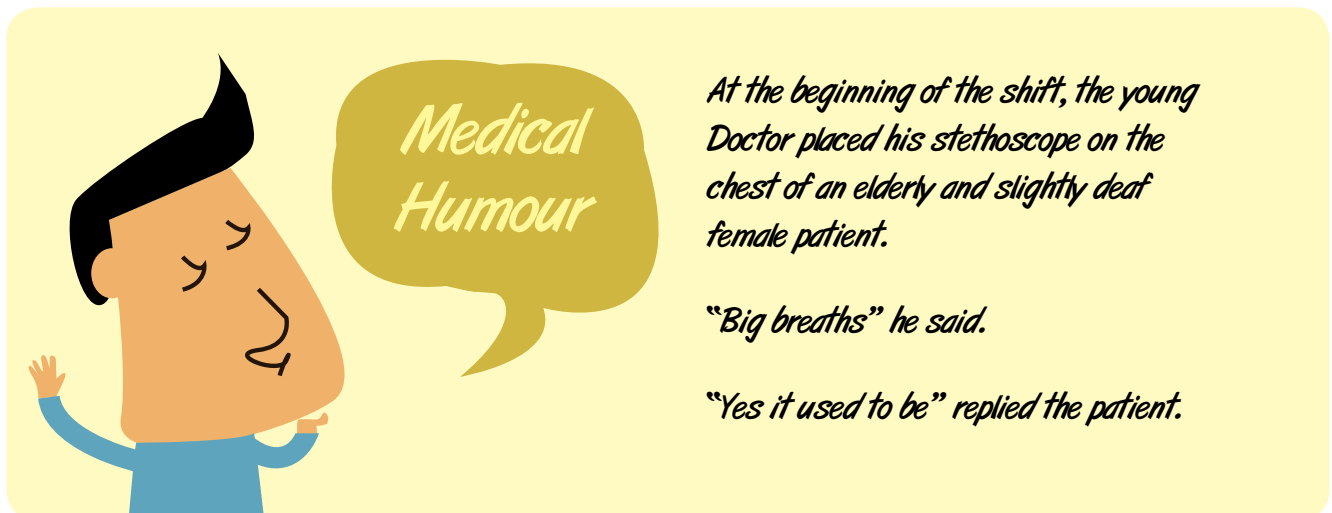 Medical
Humour
At the beginning of the shift, the young
Doctor placed his stethoscope on the
chest of an elderly and slightly deaf
female patient.
“Big breaths” he said.
“Yes it used to be” replied the patient.